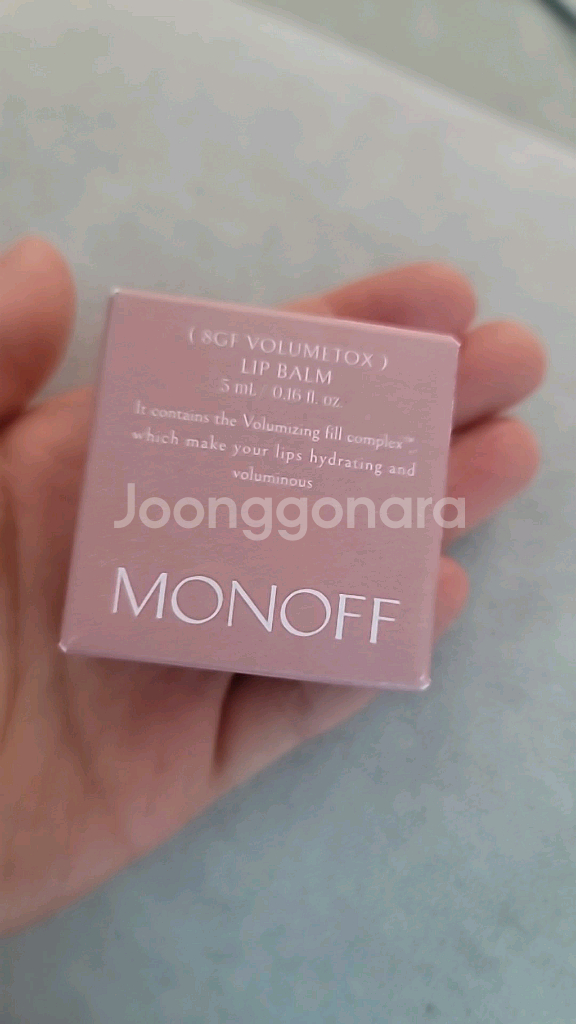 ( 8GF VOLUMETOX )
LIP BALM
5 mL / 0.16 fl. oz.
It contains the Volumizing fill complex™
which make your lips hydrating and
voluminous
Joonggonara
MONOFF